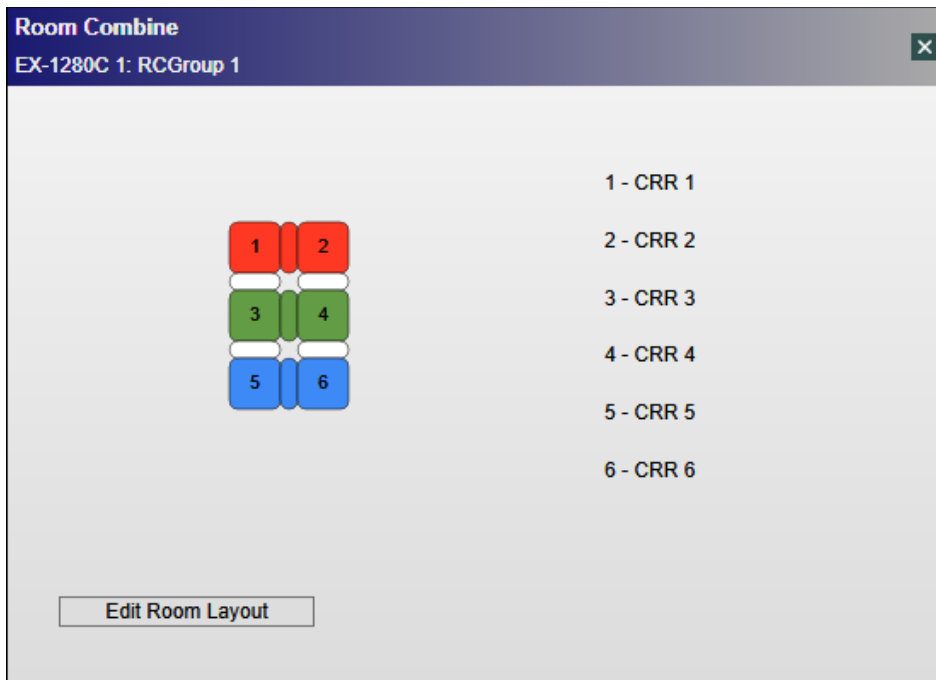 Room Combine
EX-1280C 1: RCGroup 1
1 2
3 4
5 6
1 - CRR 1
2 - CRR 2
3 - CRR 3
4 - CRR 4
5 - CRR 5
6 - CRR 6
Edit Room Layout